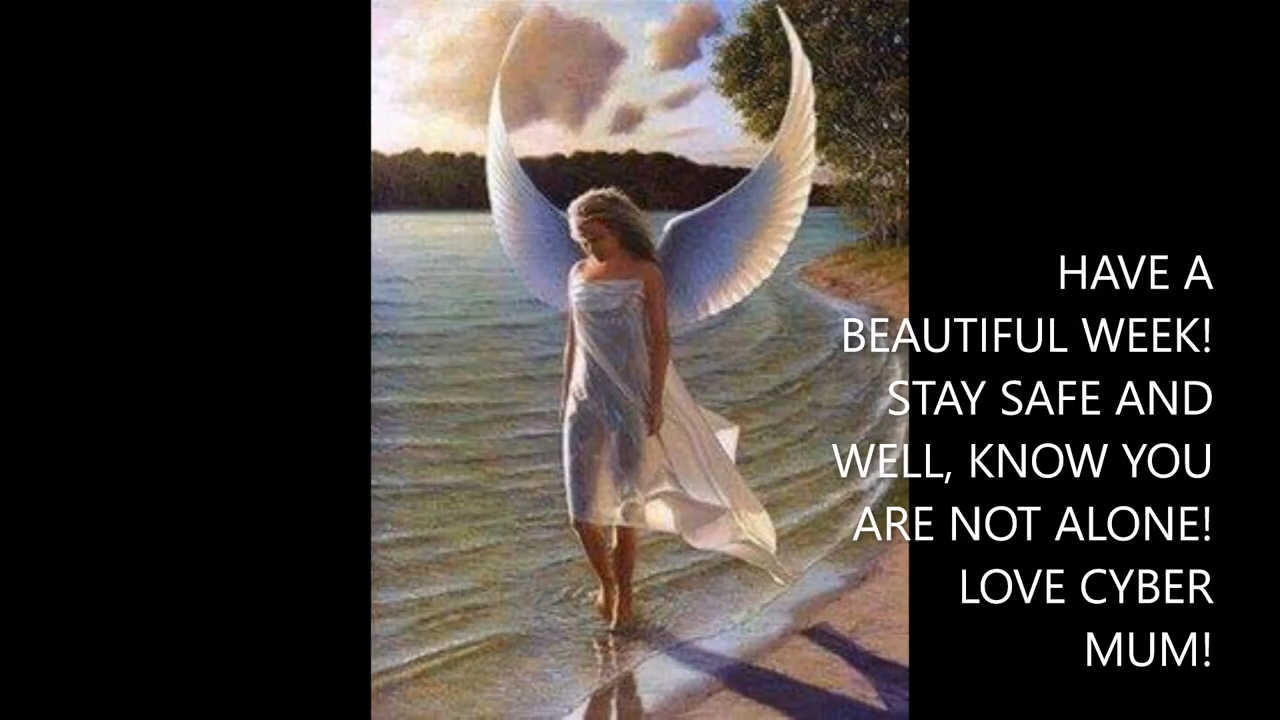 HAVE A
BEAUTIFUL WEEK!
STAY SAFE AND
WELL, KNOW YOU
ARE NOT ALONE!
LOVE CYBER
MUM!